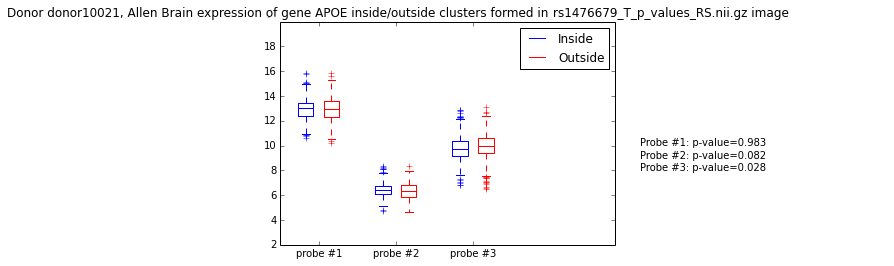 Donor donor10021, Allen Brain expression of gene APOE inside/outside clusters formed in rs1476679_T_p_values_RS.nii.gz image
Inside
Outside
18
16
14
12
10
8
6
4
2
probe #1
probe #2
probe #3
Probe #1: p-value=0.983
Probe #2: p-value=0.082
Probe #3: p-value=0.028